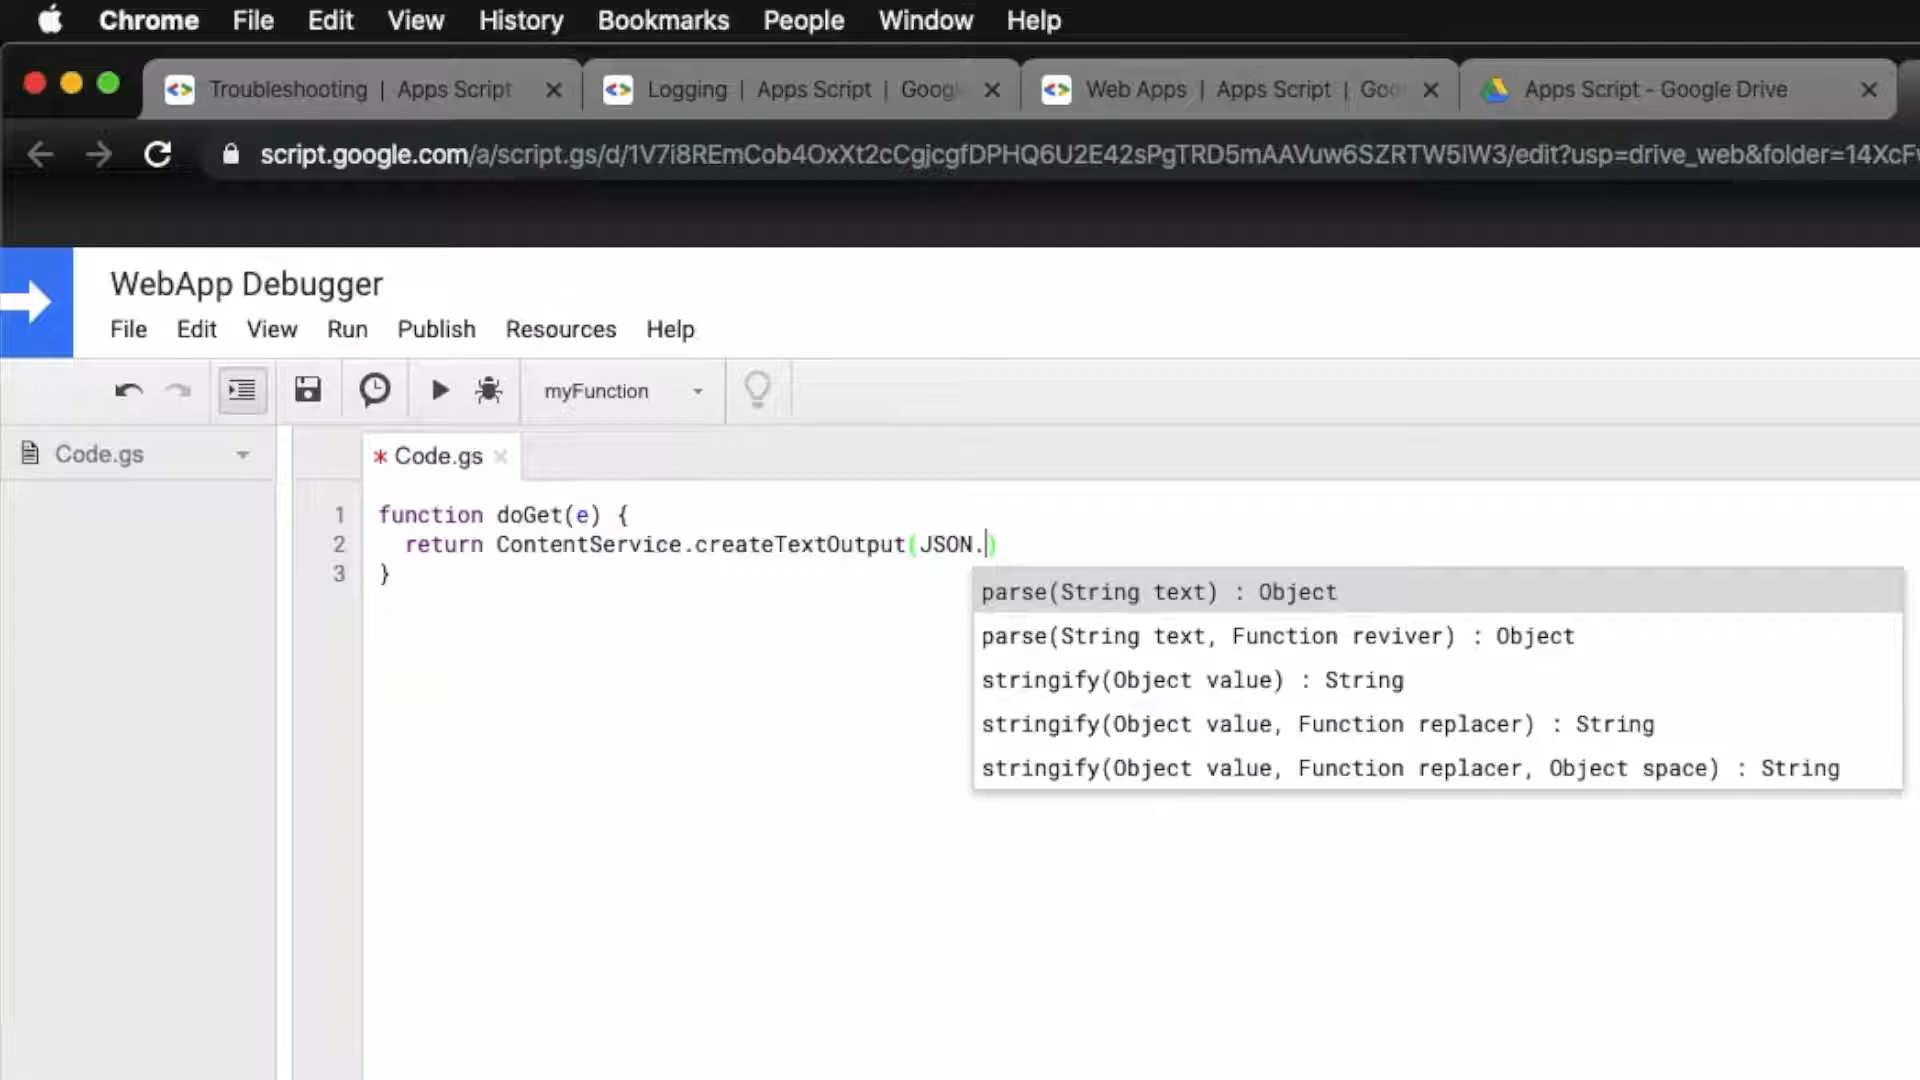 Chrome File Edit View History Bookmarks People Window Help
Troubleshooting | Apps Script
Logging | Apps Script | Goog
Web Apps | Apps Script | Goo
Apps Script - Google Drive
script.google.com/a/script.gs/d/1V7i8REmCob4OxXt2cCgjcgfDPHQ6U2E42sPgTRD5mAAVuw6SZRTW5IW3/edit?usp=drive_web&folder=14XcF
WebApp Debugger
File Edit View Run Publish Resources Help
myFunction
Code.gs
* Code.gs
1 function doGet(e) {
2 return ContentService.createTextOutput(JSON.)
3 }
parse(String text) : Object
parse(String text, Function reviver) : Object
stringify(Object value) : String
stringify(Object value, Function replacer) : String
stringify(Object value, Function replacer, Object space) : String